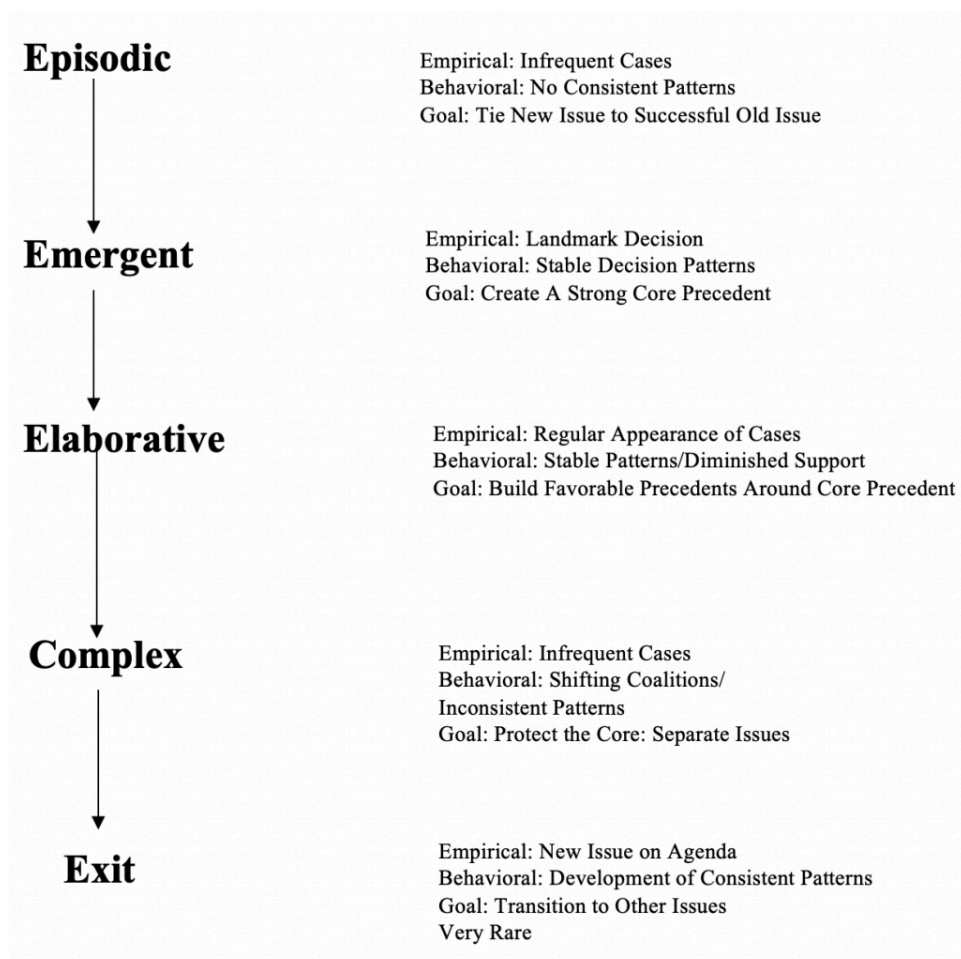 Episodic
Empirical: Infrequent Cases
Behavioral: No Consistent Patterns
Goal: Tie New Issue to Successful Old Issue
Emergent
Empirical: Landmark Decision
Behavioral: Stable Decision Patterns
Goal: Create A Strong Core Precedent
Elaborative
Empirical: Regular Appearance of Cases
Behavioral: Stable Patterns/Diminished Support
Goal: Build Favorable Precedents Around Core Precedent
Complex
Empirical: Infrequent Cases
Behavioral: Shifting Coalitions/
Inconsistent Patterns
Goal: Protect the Core: Separate Issues
Exit
Empirical: New Issue on Agenda
Behavioral: Development of Consistent Patterns
Goal: Transition to Other Issues
Very Rare